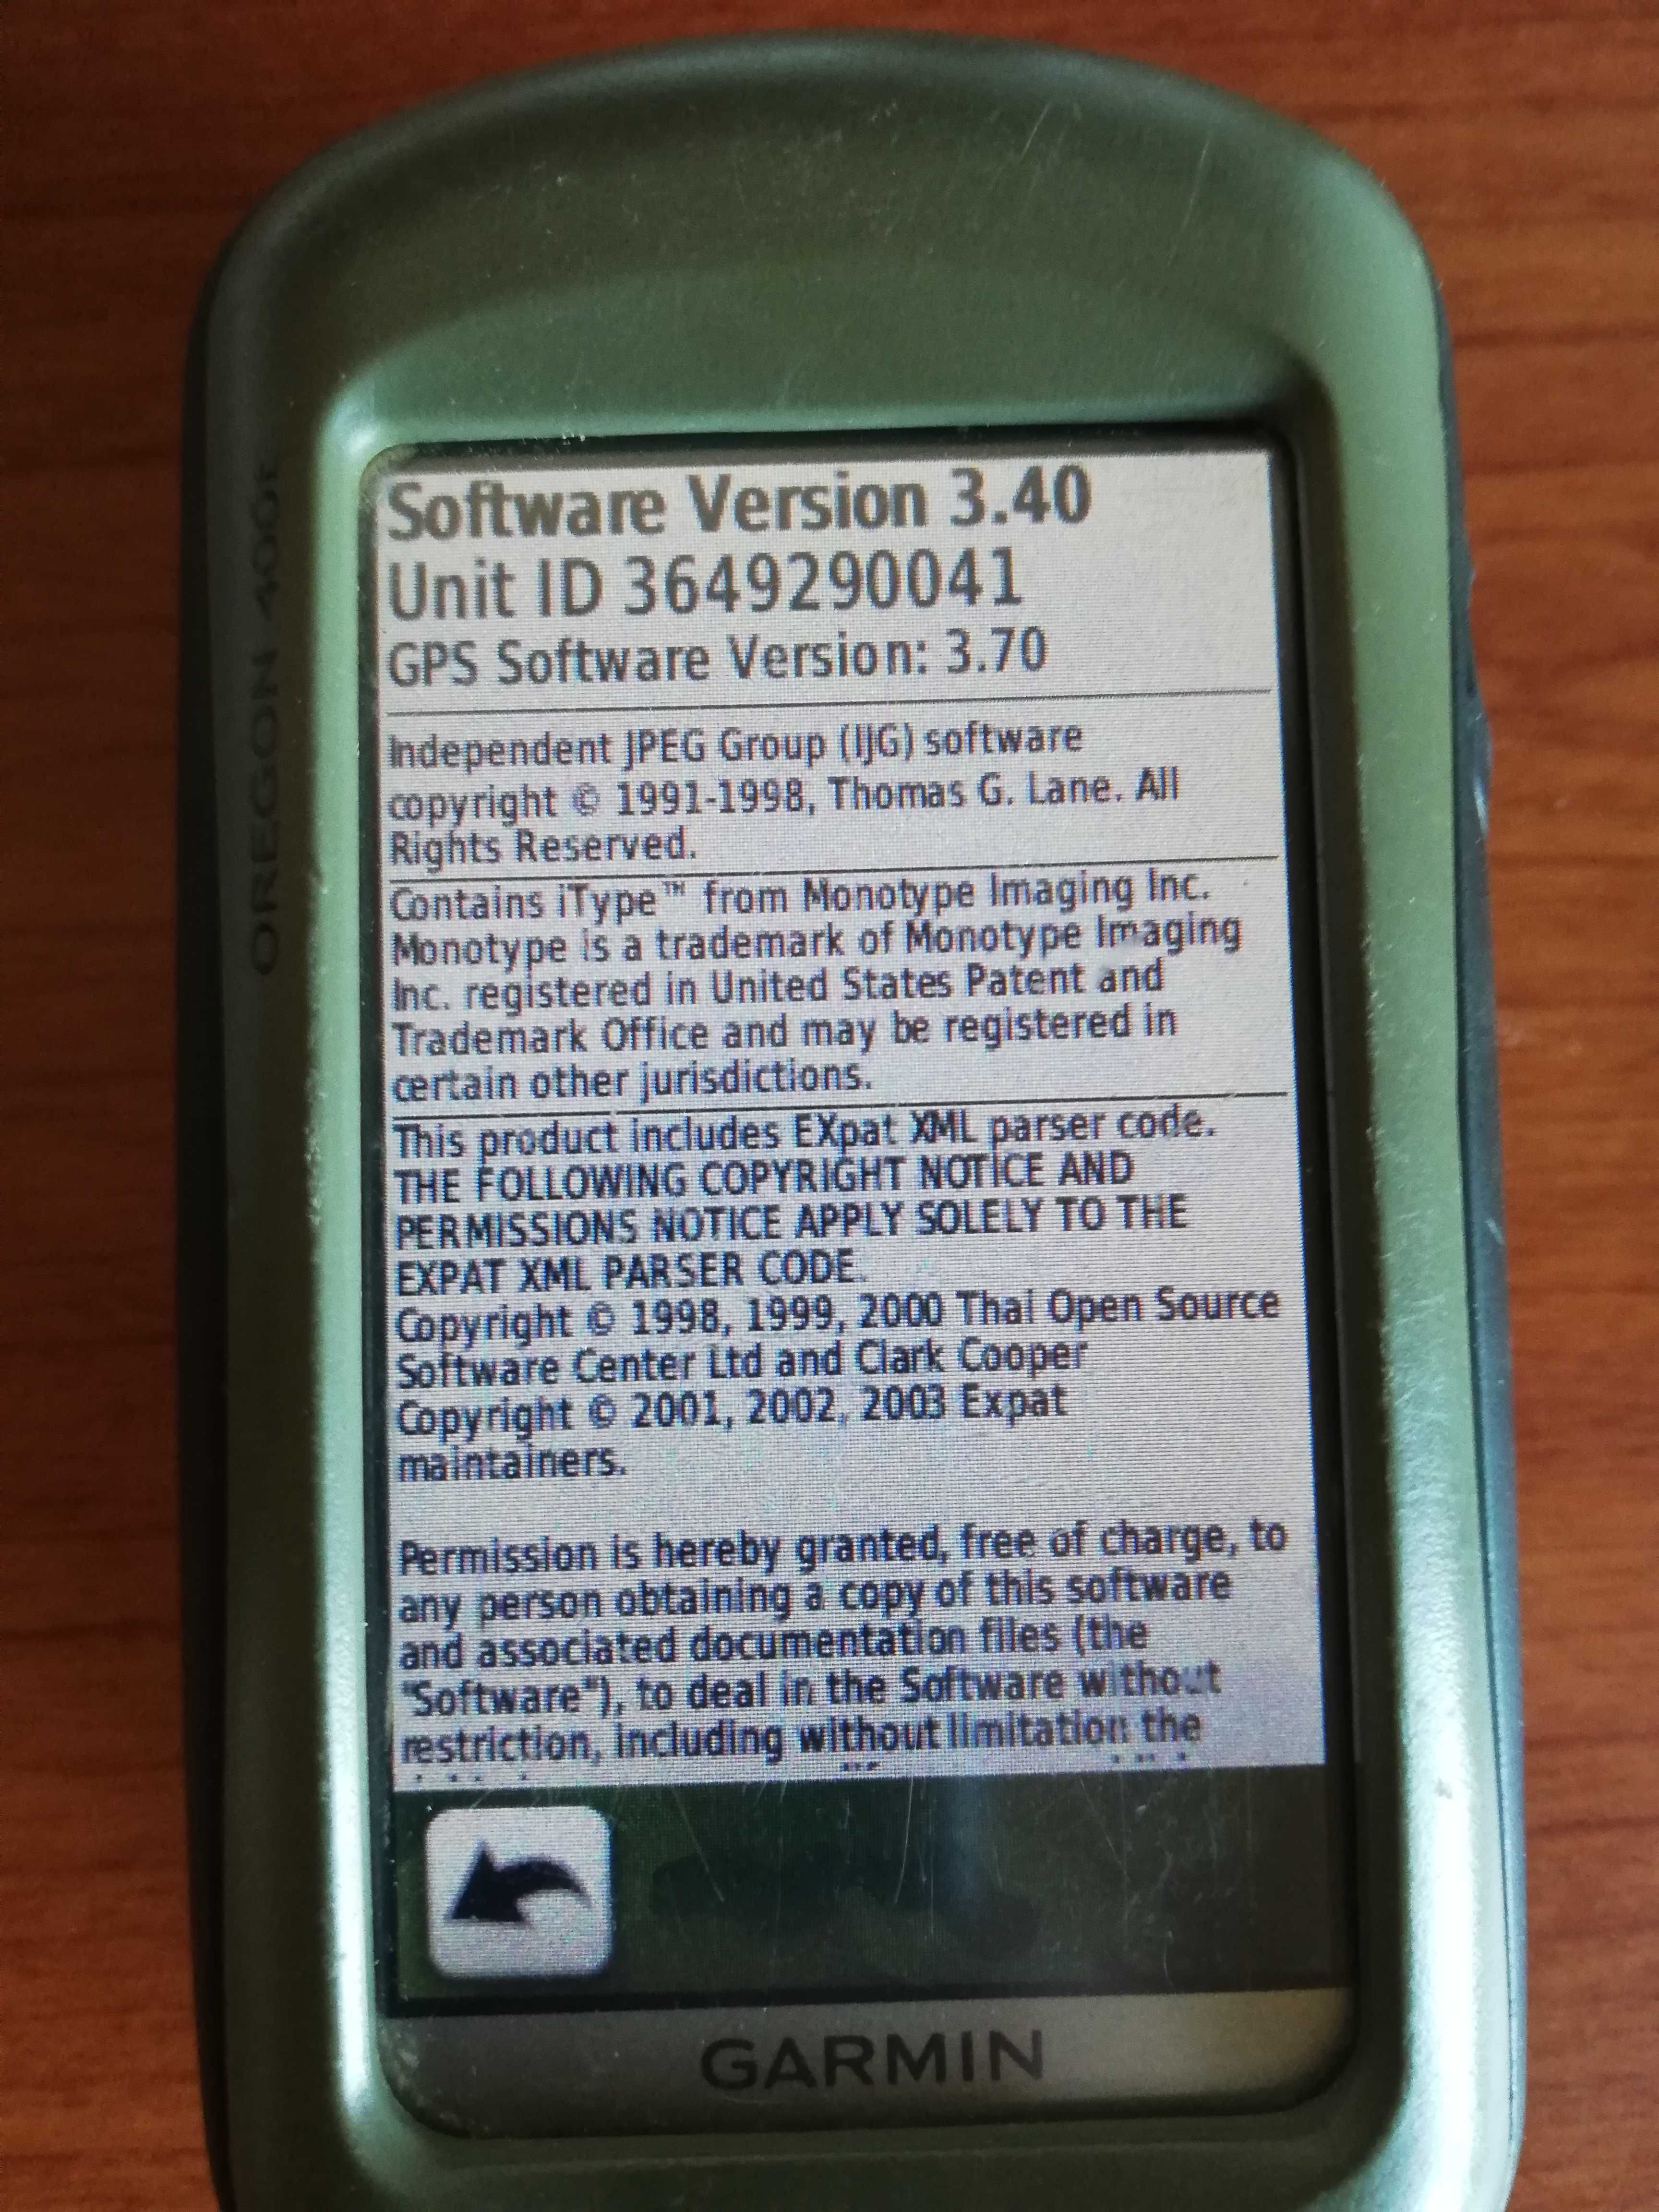 Software Version 3.40
Unit ID 3649290041
GPS Software Version: 3.70
Independent JPEG Group (IJG) software
copyright © 1991-1998, Thomas G. Lane. All
Rights Reserved.
Contains iType™ from Monotype Imaging Inc.
Monotype is a trademark of Monotype Imaging
Inc. registered in United States Patent and
Trademark Office and may be registered in
certain other jurisdictions.
This product includes EXpat XML parser code.
THE FOLLOWING COPYRIGHT NOTICE AND
PERMISSIONS NOTICE APPLY SOLELY TO THE
EXPAT XML PARSER CODE.
Copyright © 1998, 1999, 2000 Thai Open Source
Software Center Ltd and Clark Cooper
Copyright © 2001, 2002, 2003 Expat
maintainers.
Permission is hereby granted, free of charge, to
any person obtaining a copy of this software
and associated documentation files (the
"Software"), to deal in the Software without
restriction, including without limitation the
GARMIN
OREGON